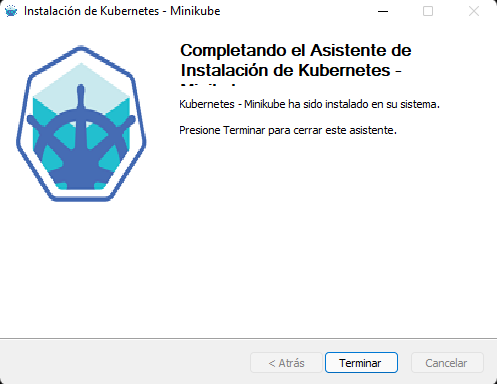 Instalación de Kubernetes - Minikube
Completando el Asistente de
Instalación de Kubernetes -
Kubernetes - Minikube ha sido instalado en su sistema.
Presione Terminar para cerrar este asistente.
< Atrás
Terminar
Cancelar